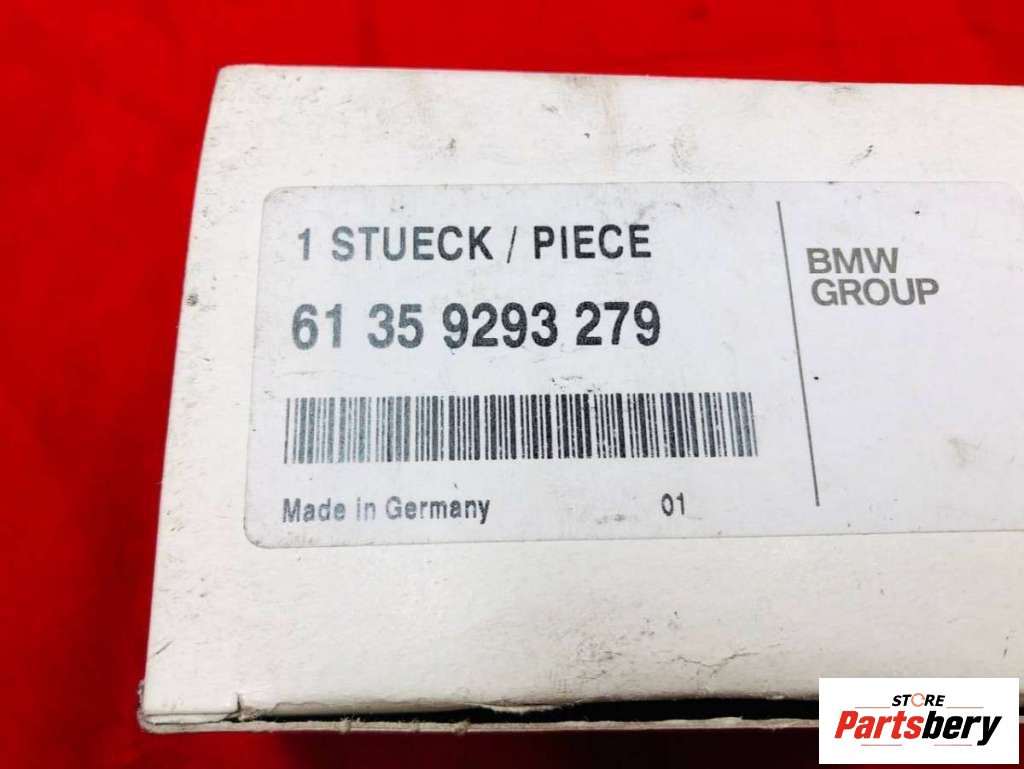 1 STUECK / PIECE
61 35 9293 279
Made in Germany 01
BMW
GROUP
STORE
Partsbery